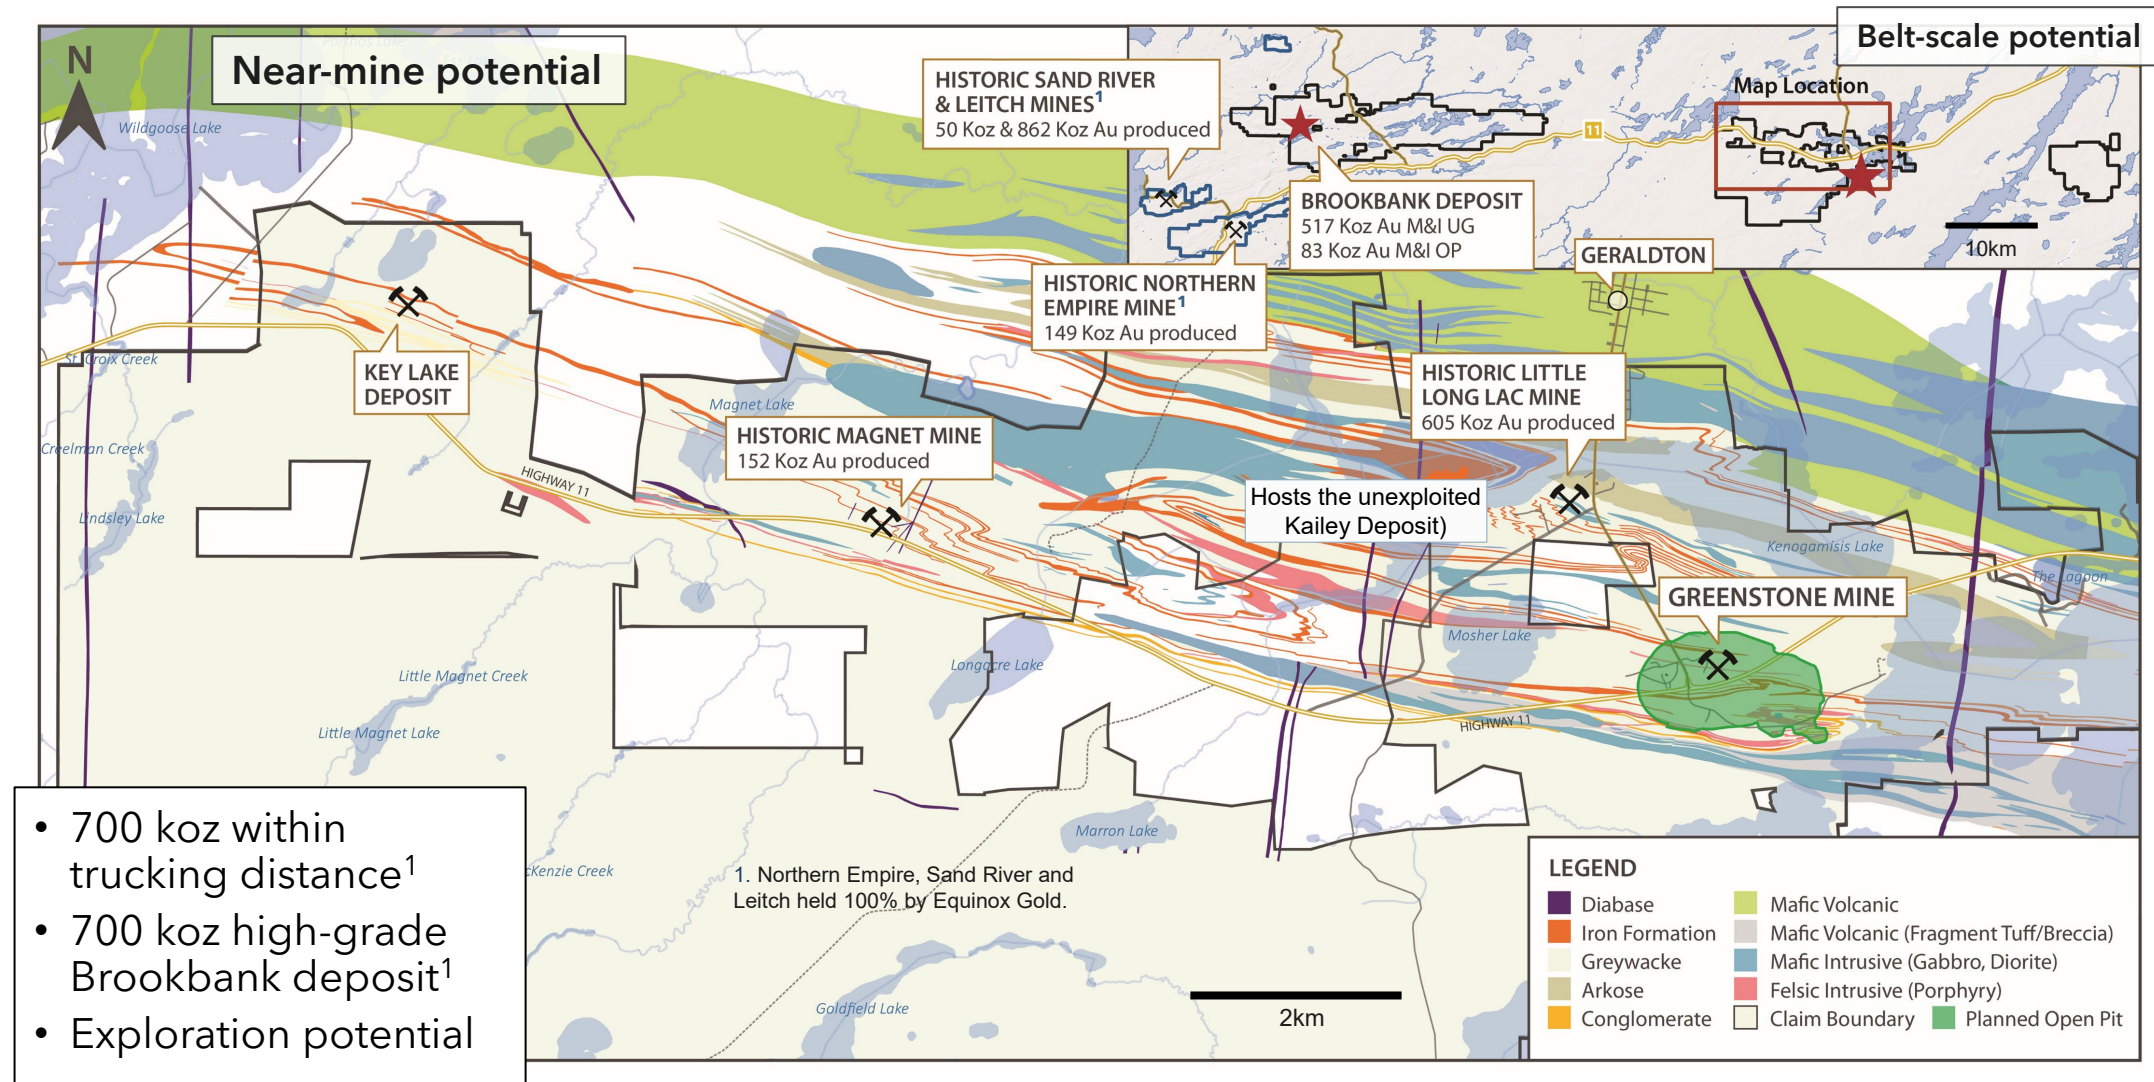 N
Near-mine potential
Belt-scale potential
Map Location
11
10km
HISTORIC SAND RIVER
& LEITCH MINES1
50 Koz & 862 Koz Au produced
BROOKBANK DEPOSIT
517 Koz Au M&I UG
83 Koz Au M&I OP
HISTORIC NORTHERN
EMPIRE MINE1
149 Koz Au produced
GERALDTON
Wildgoose Lake
St. Croix Creek
KEY LAKE
DEPOSIT
Magnet Lake
HISTORIC LITTLE
LONG LAC MINE
605 Koz Au produced
HISTORIC MAGNET MINE
152 Koz Au produced
Creelman Creek
HIGHWAY 11
Lindsley Lake
Hosts the unexploited
Kailey Deposit)
Kenogamisis Lake
The Lagoon
GREENSTONE MINE
Mosher Lake
Longacre Lake
Little Magnet Creek
Little Magnet Lake
HIGHWAY 11
Marron Lake
cKenzie Creek
Goldfield Lake
1. Northern Empire, Sand River and
Leitch held 100% by Equinox Gold.
2km
• 700 koz within
trucking distance1
• 700 koz high-grade
Brookbank deposit1
• Exploration potential
LEGEND
Diabase
Iron Formation
Greywacke
Arkose
Conglomerate
Mafic Volcanic
Mafic Volcanic (Fragment Tuff/Breccia)
Mafic Intrusive (Gabbro, Diorite)
Felsic Intrusive (Porphyry)
Claim Boundary
Planned Open Pit